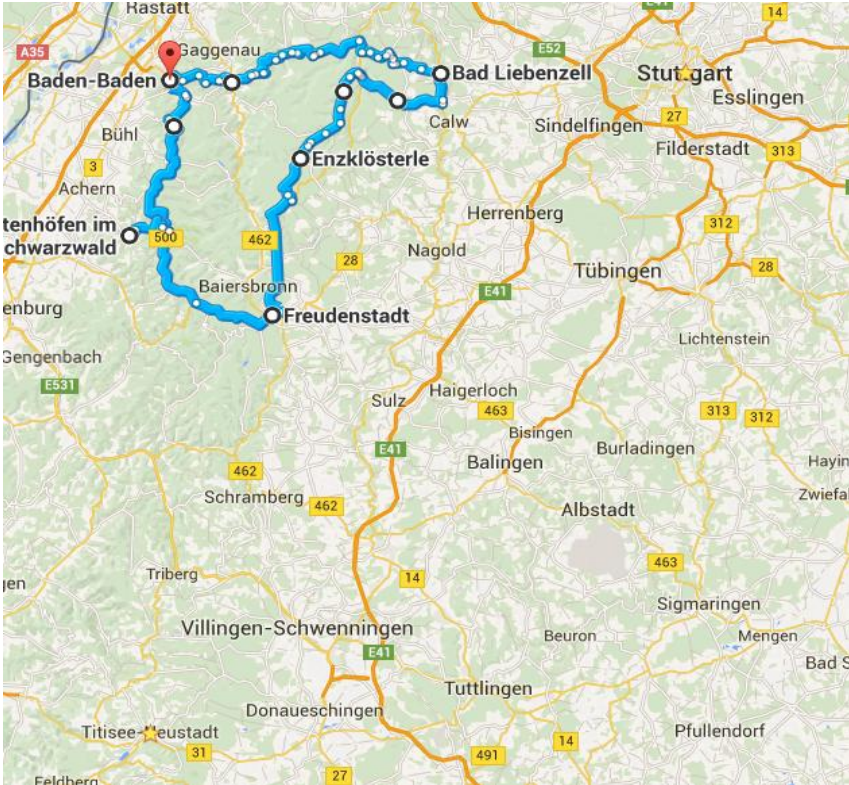 Rastatt
E41
14
A35
Gaggenau
E52
Baden-Baden
Bad Liebenzell
Stuttgart
Esslingen
Calw
Bühl
Sindelfingen
27
Filderstadt
313
3
Enzklösterle
Achern
Herrenberg
312
tenhöfen im
chwarzwald
500
462
Nagold
28
Tübingen
28
Baiersbronn
E41
enburg
Freudenstadt
Lichtenstein
Gengenbach
E531
Sulz
Haigerloch
463
313
312
Bisingen
E41
Burladingen
Balingen
Hayin
462
Schramberg
462
Zwiefa
Albstadt
463
gen
Triberg
14
Sigmaringen
Villingen-Schwenningen
Beuron
Mengen
E41
Bad S
Tuttlingen
Donaueschingen
Titisee-Neustadt
Pfullendorf
31
491
14
27
Feldberg